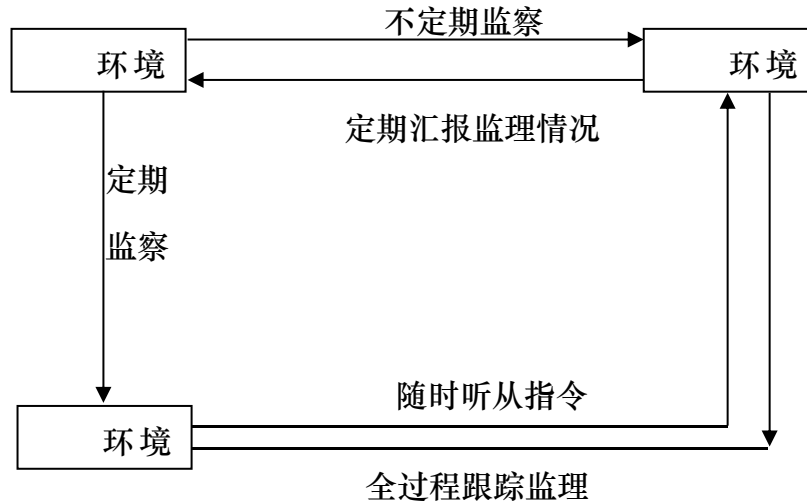 不定期监察
环境
环境
定期汇报监理情况
定期
监察
随时听从指令
环境
全过程跟踪监理